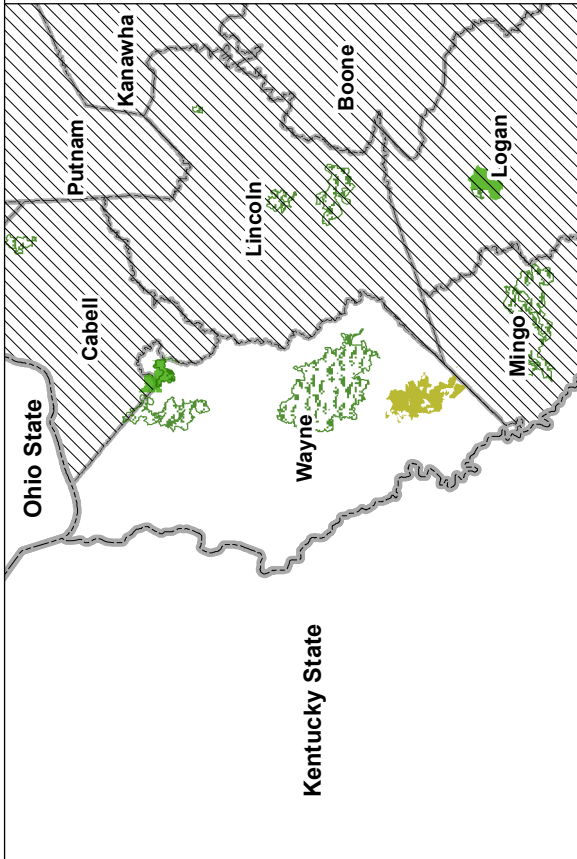 Ohio State
Cabell
Putnam
Kanawha
Lincoln
Boone
Wayne
Logan
Mingo
Kentucky State